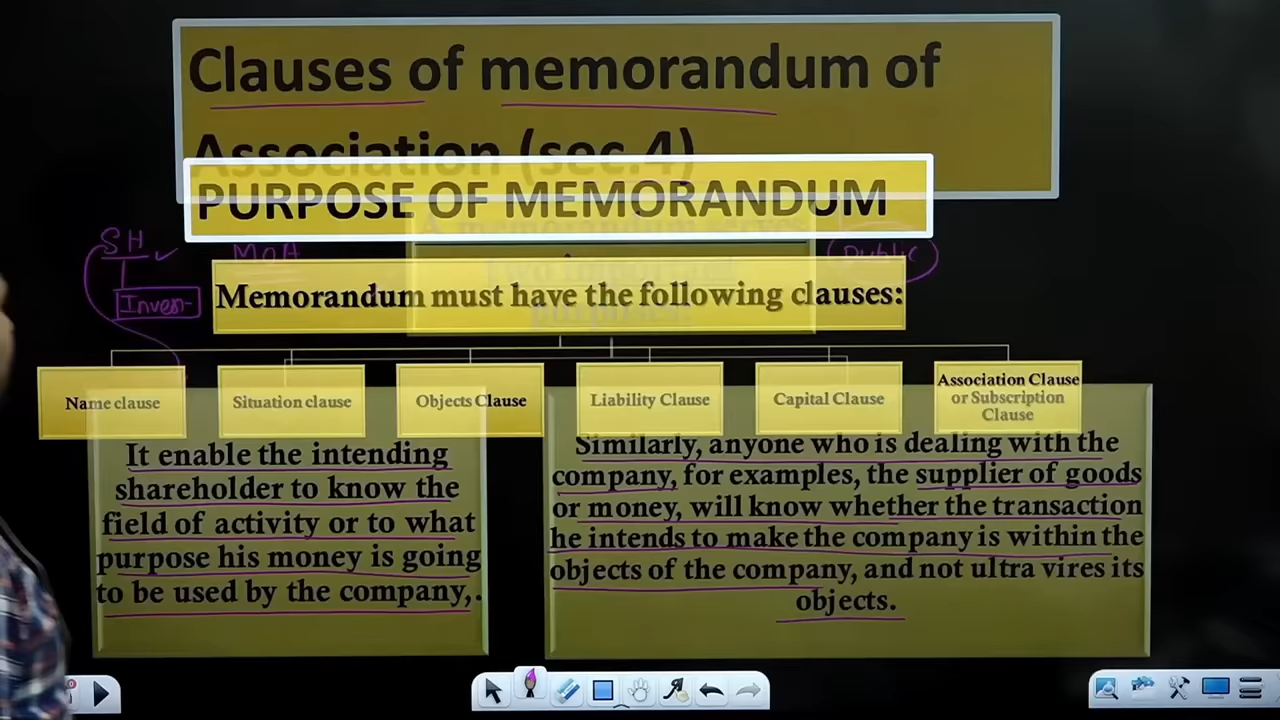 Clauses of memorandum of
Association (sec.4)
PURPOSE OF MEMORANDUM
A memorandum serves
two important
purposes:
SH
MOA
(Public)
Inves-
Memorandum must have the following clauses:
Name clause
Situation clause
Objects Clause
Liability Clause
Capital Clause
Association Clause
or Subscription
Clause
It enable the intending
shareholder to know the
field of activity or to what
purpose his money is going
to be used by the company,.
Similarly, anyone who is dealing with the
company, for examples, the supplier of goods
or money, will know whether the transaction
he intends to make the company is within the
objects of the company, and not ultra vires its
objects.